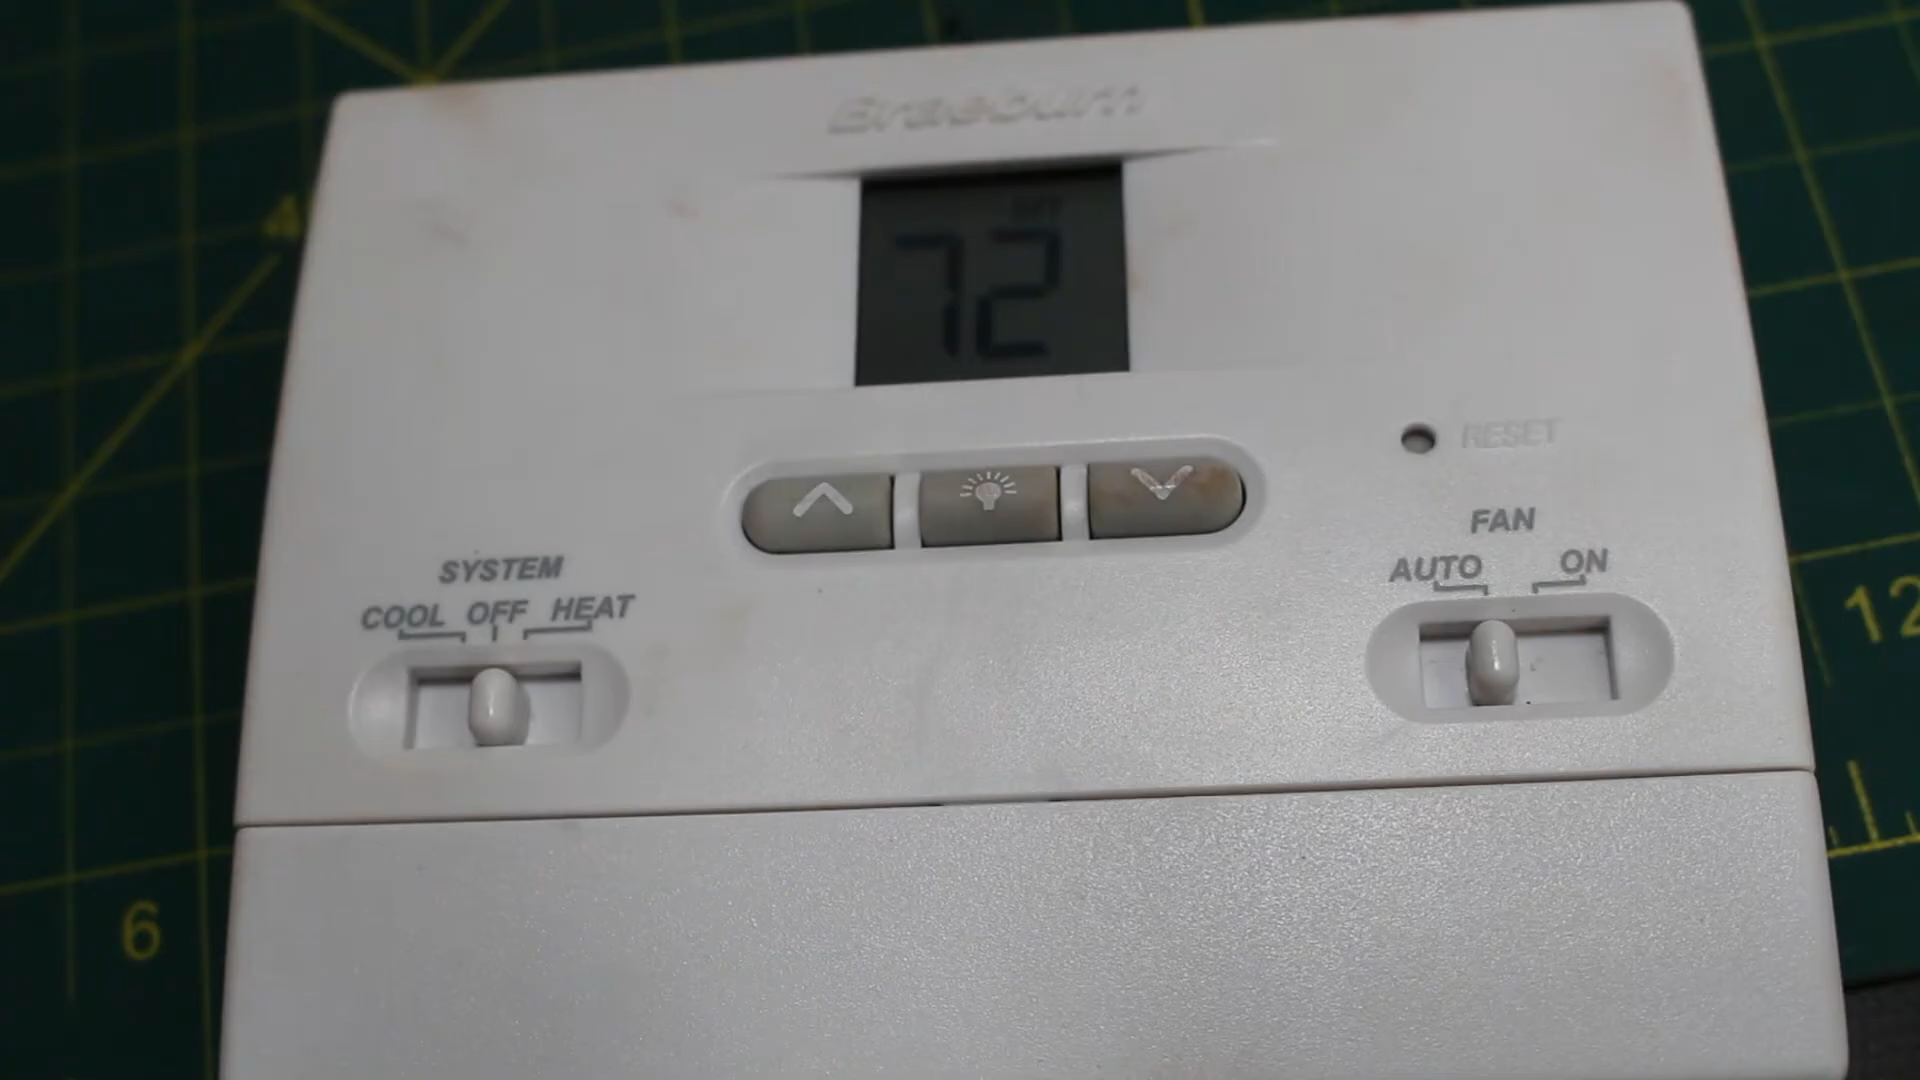 Braeburn
72
RESET
FAN
AUTO ON
SYSTEM
COOL OFF HEAT
12
6